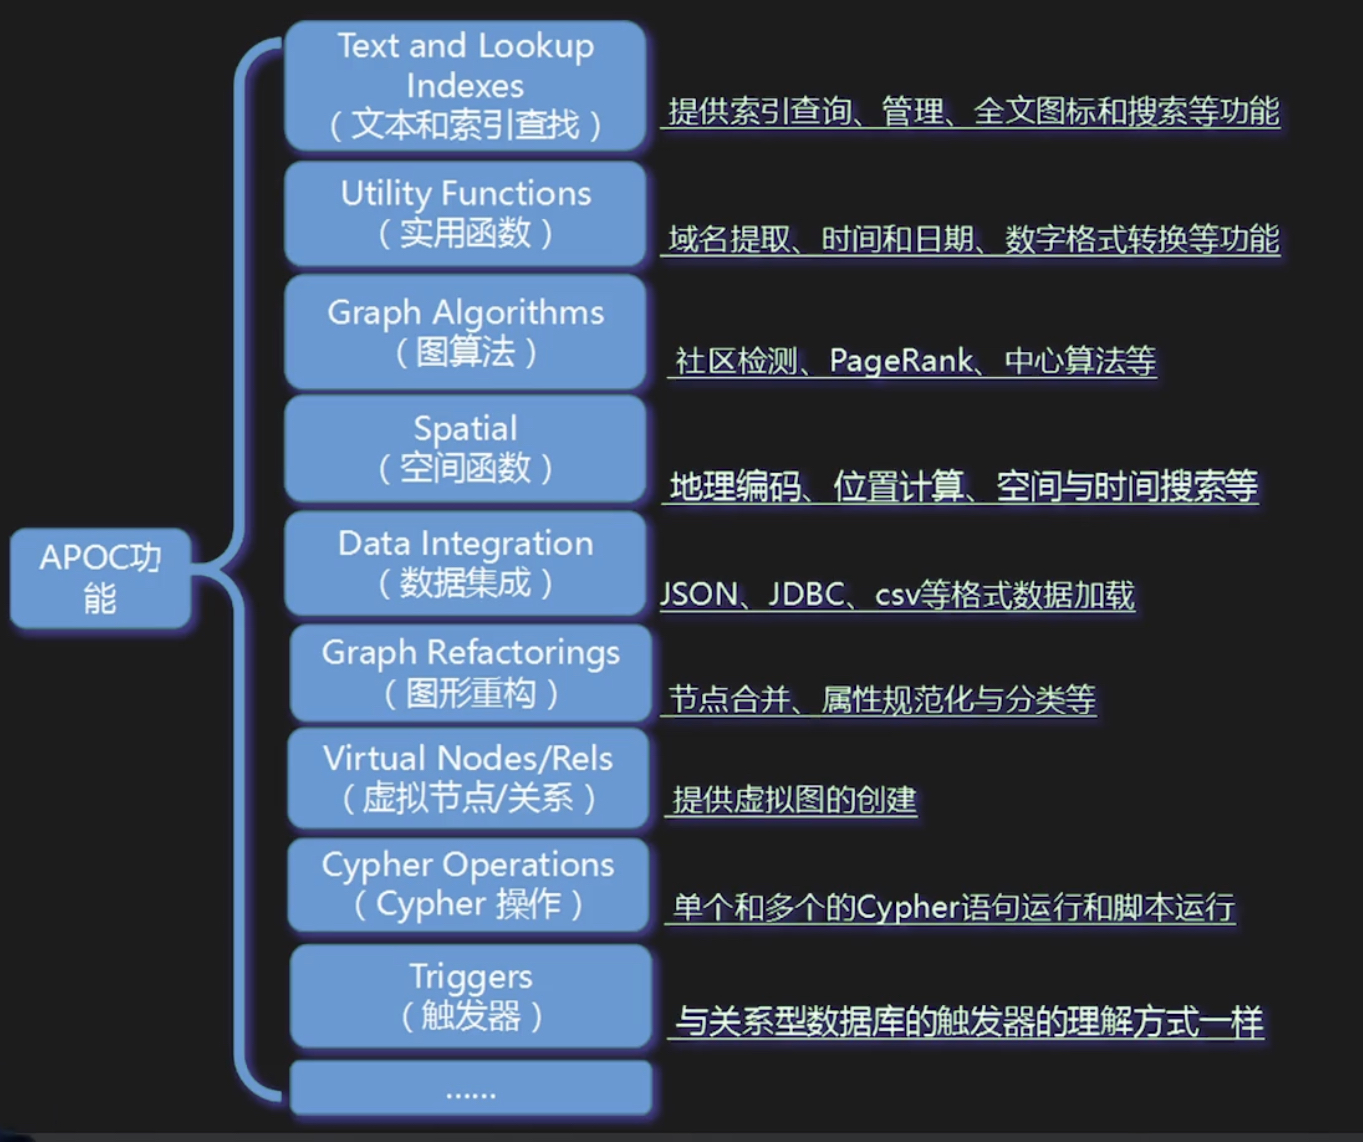 Text and Lookup
Indexes
（文本和索引查找）
提供索引查询、管理、全文图标和搜索等功能
Utility Functions
（实用函数）
域名提取、时间和日期、数字格式转换等功能
Graph Algorithms
（图算法）
社区检测、PageRank、中心算法等
Spatial
（空间函数）
地理编码、位置计算、空间与时间搜索等
APOC功
能
Data Integration
（数据集成）
JSON、JDBC、csv等格式数据加载
Graph Refactorings
（图形重构）
节点合并、属性规范化与分类等
Virtual Nodes/Rels
（虚拟节点/关系）
提供虚拟图的创建
Cypher Operations
（Cypher 操作）
单个和多个的Cypher语句运行和脚本运行
Triggers
（触发器）
与关系型数据库的触发器的理解方式一样
......